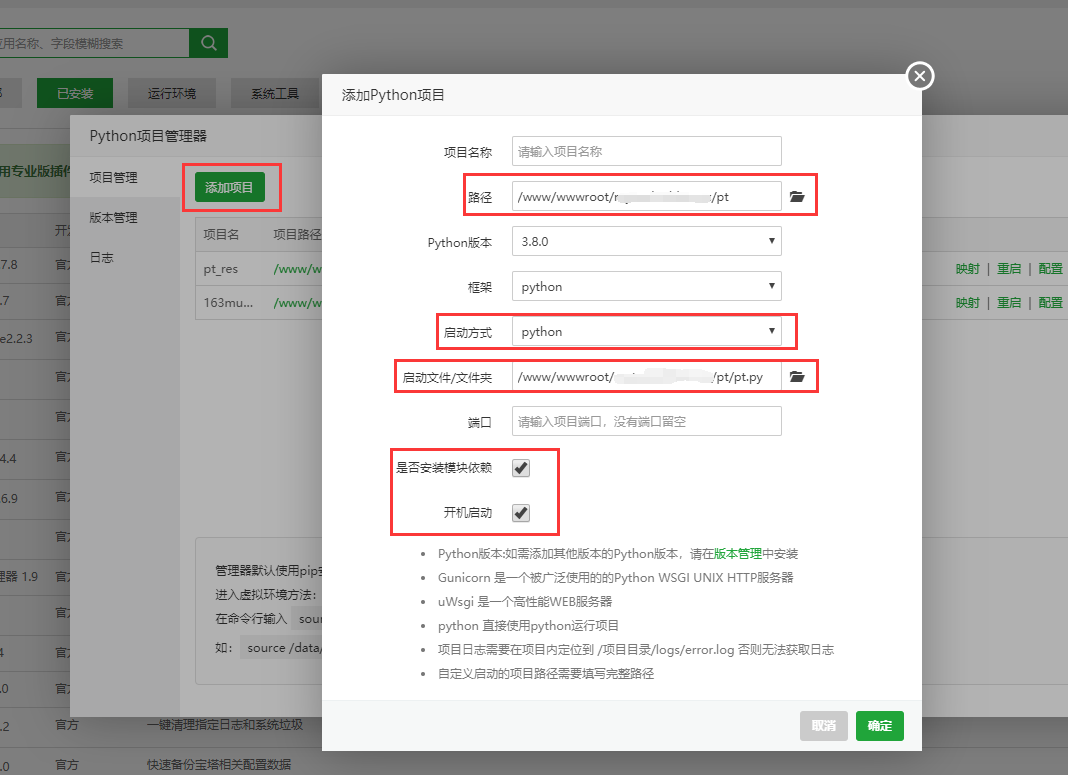 应用名称、字段模糊搜索
已安装
运行环境
系统工具
用专业版插件
7.8 官方
.7 官方
e2.2.3 官方
官方
官方
4.4 官方
6.9 官方
官方
理器 1.9 官方
官方
4 官方
.0 官方
.2 官方 一键清理指定日志和系统垃圾
.0 官方 快速备份宝塔相关配置数据
Python项目管理器
项目管理
版本管理
日志
添加项目
项目名 项目路径
pt_res /www/w 映射 | 重启 | 配置
163mu... /www/w 映射 | 重启 | 配置
管理器默认使用pip安
进入虚拟环境方法：
在命令行输入 sour
如： source /data/
添加Python项目
项目名称 请输入项目名称
路径 /www/wwwroot/r /pt
Python版本 3.8.0
框架 python
启动方式 python
启动文件/文件夹 /www/wwwroot/ /pt/pt.py
端口 请输入项目端口，没有端口留空
是否安装模块依赖
开机启动
Python版本:如需添加其他版本的Python版本，请在版本管理中安装
Gunicorn 是一个被广泛使用的的Python WSGI UNIX HTTP服务器
uWsgi 是一个高性能WEB服务器
python 直接使用python运行项目
项目日志需要在项目内定位到 /项目目录/logs/error.log 否则无法获取日志
自定义启动的项目路径需要填写完整路径
取消 确定